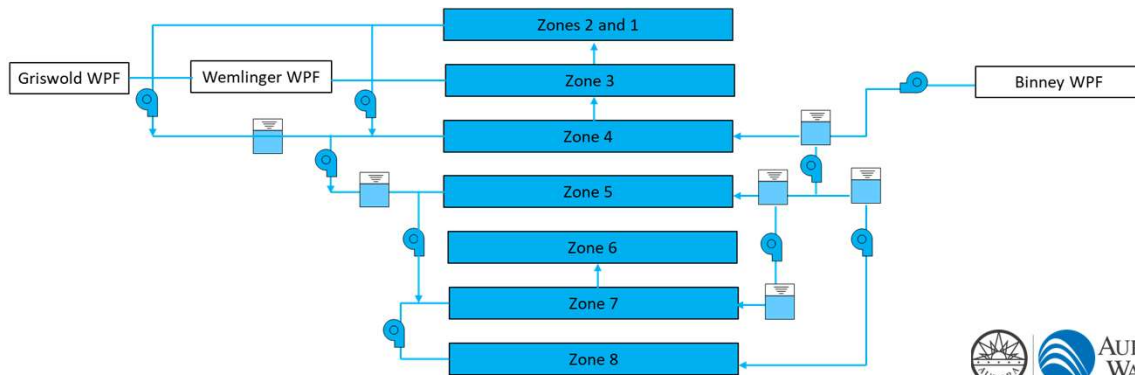 Zones 2 and 1
Griswold WPF
Wemlinger WPF
Zone 3
Binney WPF
Zone 4
Zone 5
Zone 6
Zone 7
Zone 8